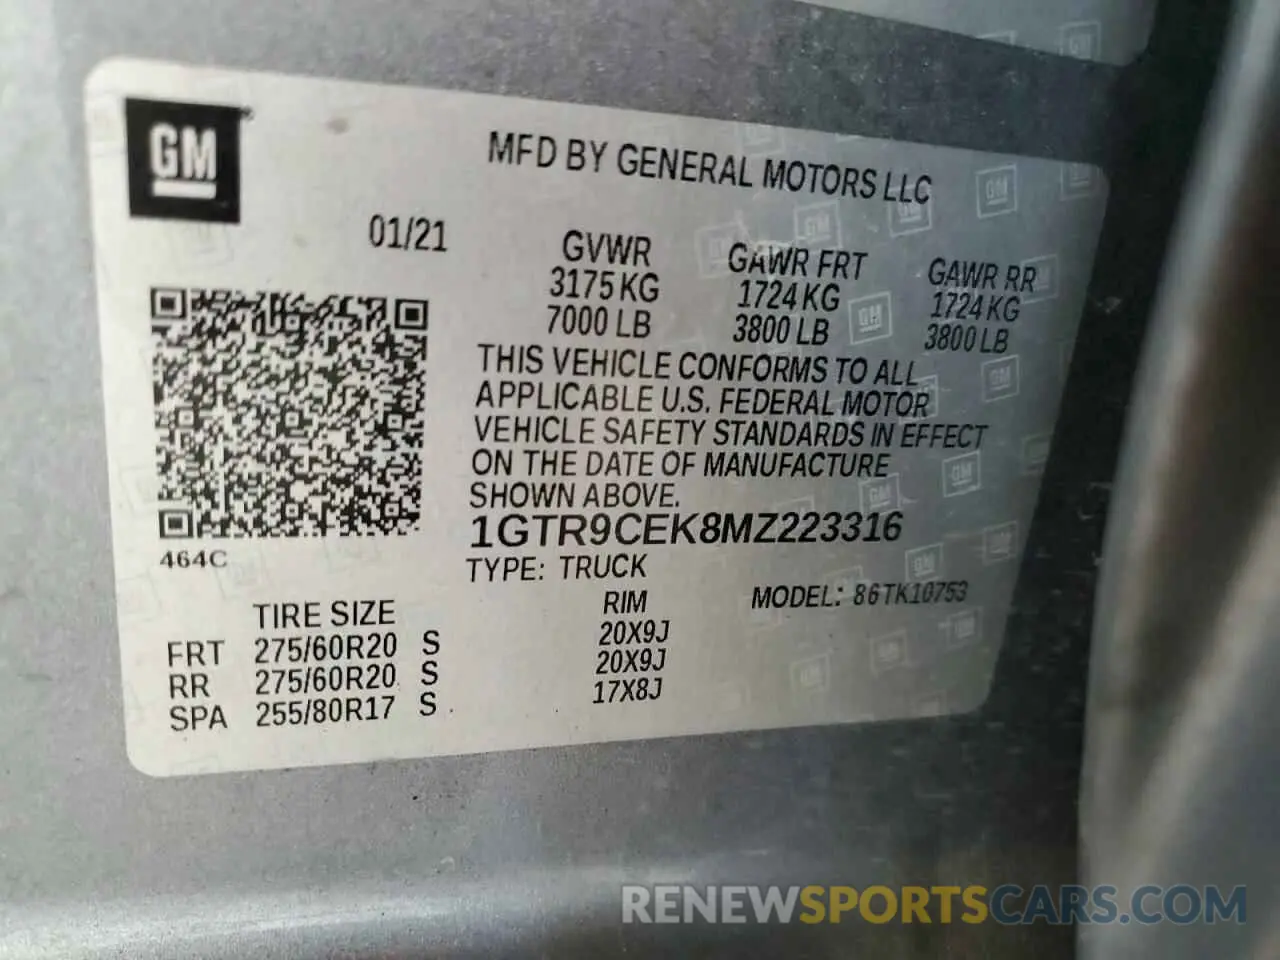 GM
MFD BY GENERAL MOTORS LLC
01/21
GVWR GAWR FRT GAWR RR
3175 KG 1724 KG 1724 KG
7000 LB 3800 LB 3800 LB
THIS VEHICLE CONFORMS TO ALL
APPLICABLE U.S. FEDERAL MOTOR
VEHICLE SAFETY STANDARDS IN EFFECT
ON THE DATE OF MANUFACTURE
SHOWN ABOVE.
1GTR9CEK8MZ223316
464C
TYPE: TRUCK
TIRE SIZE RIM MODEL: 86TK10753
FRT 275/60R20 S 20X9J
RR 275/60R20 S 20X9J
SPA 255/80R17 S 17X8J
RENEWSPORTSCARS.COM